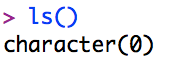 > ls()
character(0)